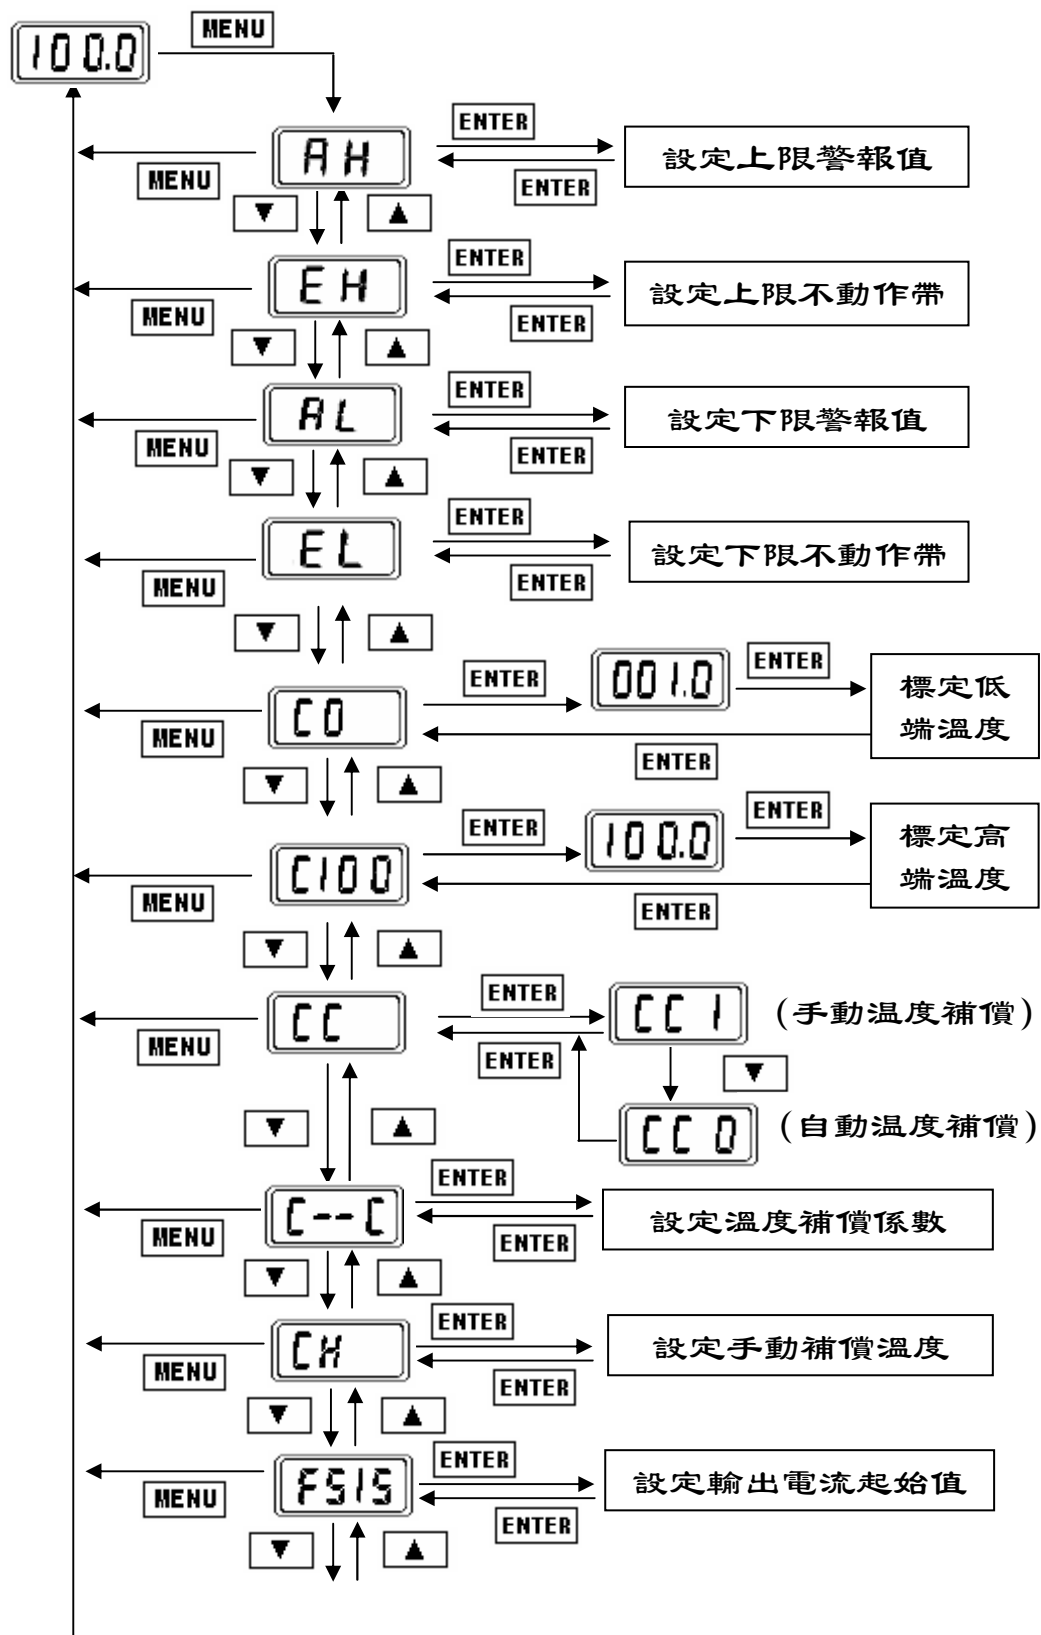 100.0
MENU
AH
ENTER
設定上限警報值
MENU
ENTER
▼
▲
EH
ENTER
設定上限不動作帶
MENU
ENTER
▼
▲
AL
ENTER
設定下限警報值
MENU
ENTER
▼
▲
EL
ENTER
設定下限不動作帶
MENU
ENTER
▼
▲
C0
ENTER
001.0
ENTER
標定低
端溫度
MENU
ENTER
▼
▲
C100
ENTER
100.0
ENTER
標定高
端溫度
MENU
ENTER
▼
▲
CC
ENTER
CC 1
(手動温度補償)
MENU
ENTER
▼
CC 0
(自動温度補償)
▼
▲
C--C
ENTER
設定溫度補償係數
MENU
ENTER
▼
▲
CH
ENTER
設定手動補償溫度
MENU
ENTER
▼
▲
FSIS
ENTER
設定輸出電流起始值
MENU
ENTER
▼
▲